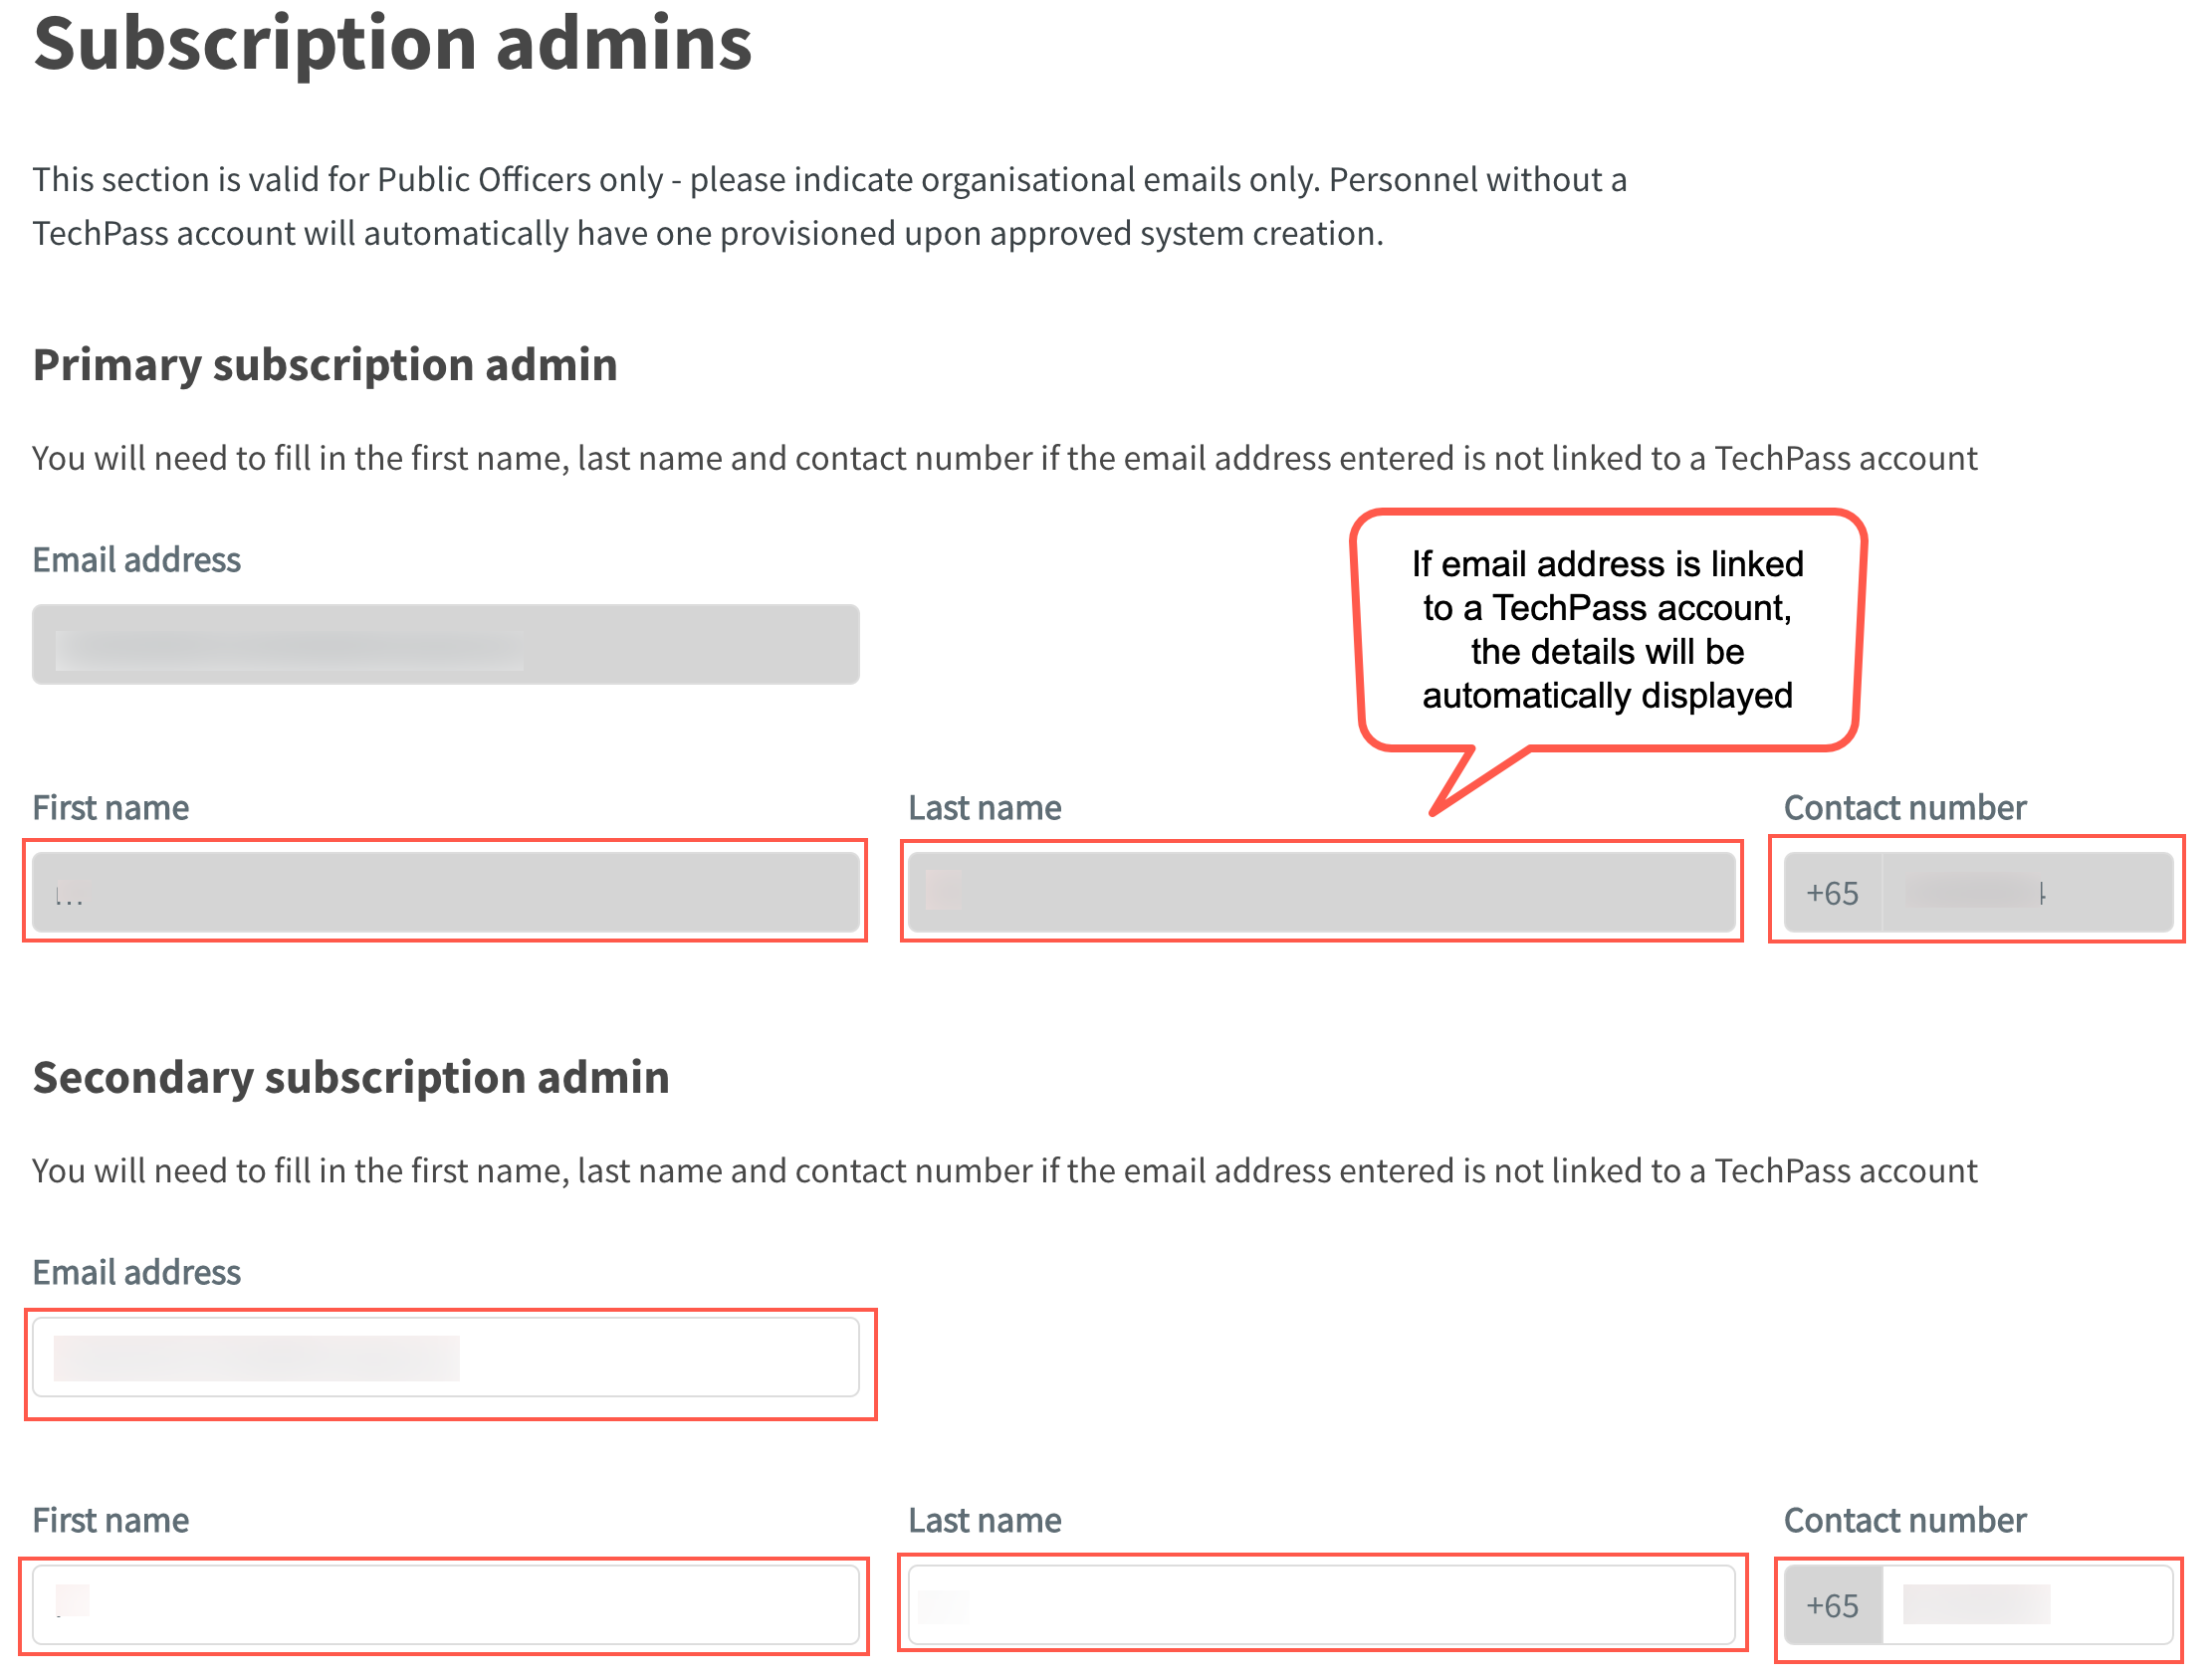 Subscription admins
This section is valid for Public Officers only - please indicate organisational emails only. Personnel without a
TechPass account will automatically have one provisioned upon approved system creation.
Primary subscription admin
You will need to fill in the first name, last name and contact number if the email address entered is not linked to a TechPass account
If email address is linked
to a TechPass account,
the details will be
automatically displayed
Email address
First name
Last name
Contact number
+65
Secondary subscription admin
You will need to fill in the first name, last name and contact number if the email address entered is not linked to a TechPass account
Email address
First name
Last name
Contact number
+65